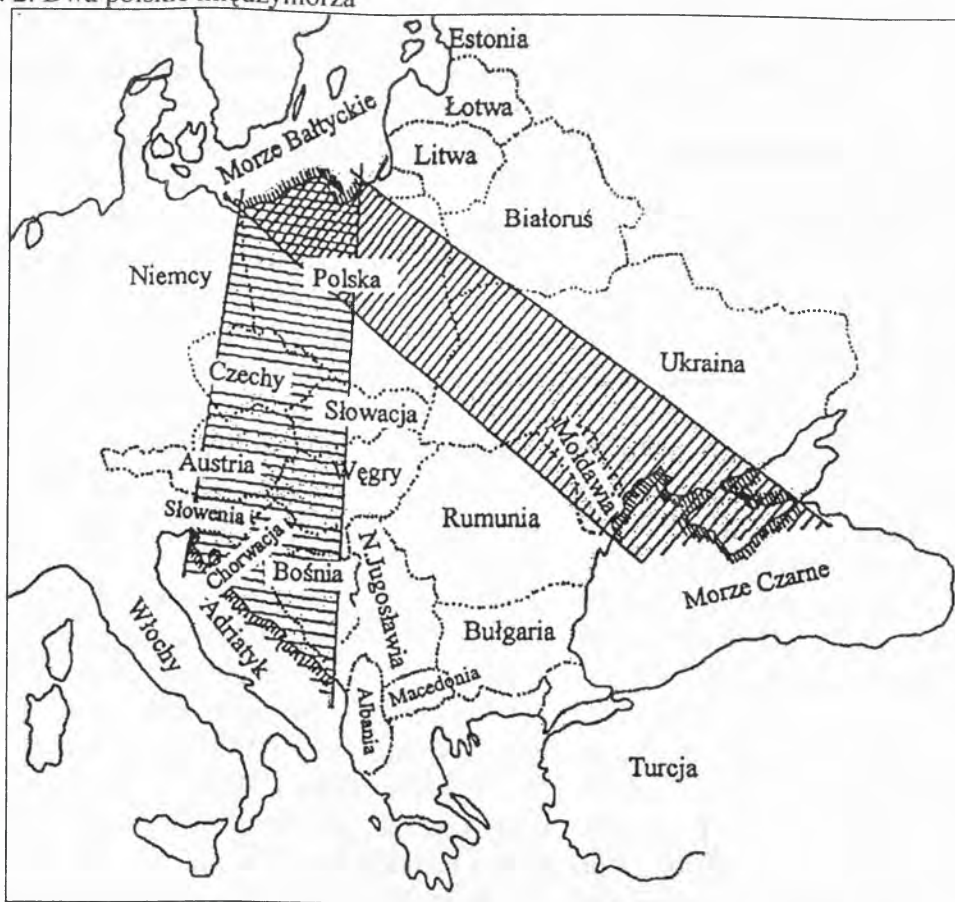 2. Dwa polskie międzymorza
Estonia
Łotwa
Morze Bałtyckie
Litwa
Białoruś
Niemcy
Polska
Ukraina
Czechy
Słowacja
Mołdawia
Austria
Węgry
Słowenia
Rumunia
Chorwacja
Bośnia
N.Jugosławia
Morze Czarne
Adriatyk
Włochy
Bułgaria
Macedonia
Albania
Turcja